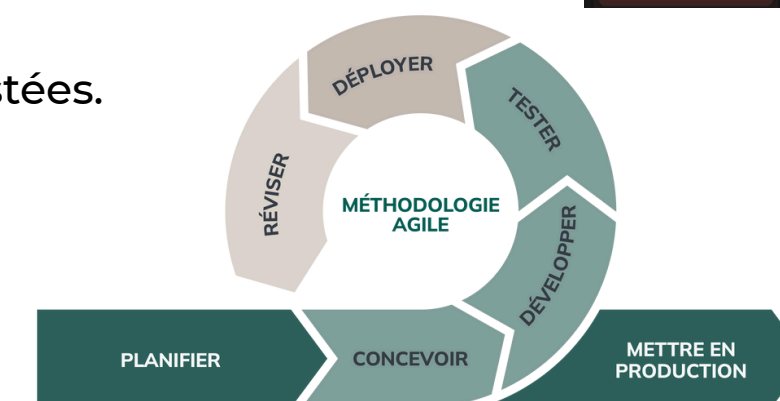 stées.
DÉPLOYER
TESTER
RÉVISER
MÉTHODOLOGIE
AGILE
DÉVELOPPER
PLANIFIER
CONCEVOIR
METTRE EN
PRODUCTION